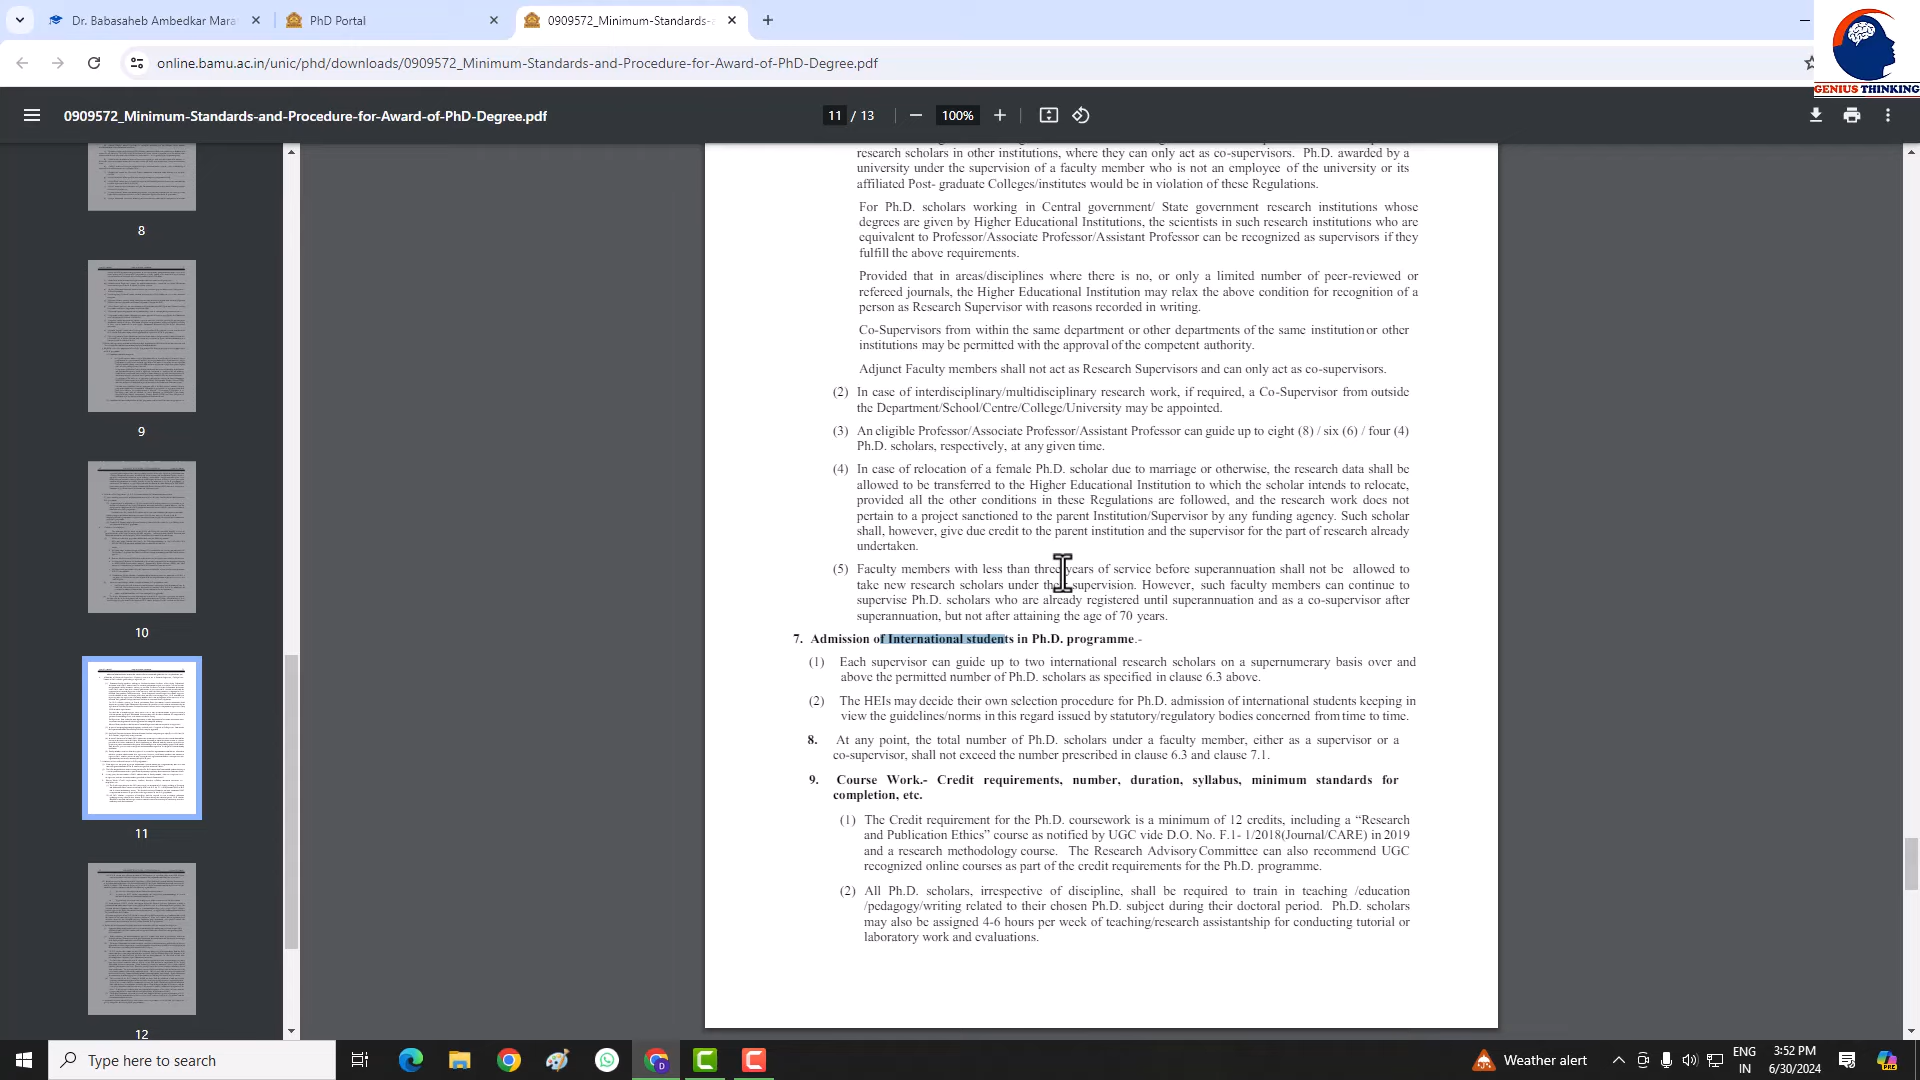 Dr. Babasaheb Ambedkar Mara
PhD Portal
0909572_Minimum-Standards-
online.bamu.ac.in/unic/phd/downloads/0909572_Minimum-Standards-and-Procedure-for-Award-of-PhD-Degree.pdf
GENIUS THINKING
0909572_Minimum-Standards-and-Procedure-for-Award-of-PhD-Degree.pdf
11 / 13
100%
8
9
10
11
12
research scholars in other institutions, where they can only act as co-supervisors. Ph.D. awarded by a
university under the supervision of a faculty member who is not an employee of the university or its
affiliated Post- graduate Colleges/institutes would be in violation of these Regulations.
For Ph.D. scholars working in Central government/ State government research institutions whose
degrees are given by Higher Educational Institutions, the scientists in such research institutions who are
equivalent to Professor/Associate Professor/Assistant Professor can be recognized as supervisors if they
fulfill the above requirements.
Provided that in areas/disciplines where there is no, or only a limited number of peer-reviewed or
refereed journals, the Higher Educational Institution may relax the above condition for recognition of a
person as Research Supervisor with reasons recorded in writing.
Co-Supervisors from within the same department or other departments of the same institution or other
institutions may be permitted with the approval of the competent authority.
Adjunct Faculty members shall not act as Research Supervisors and can only act as co-supervisors.
(2) In case of interdisciplinary/multidisciplinary research work, if required, a Co-Supervisor from outside
the Department/School/Centre/College/University may be appointed.
(3) An eligible Professor/Associate Professor/Assistant Professor can guide up to eight (8) / six (6) / four (4)
Ph.D. scholars, respectively, at any given time.
(4) In case of relocation of a female Ph.D. scholar due to marriage or otherwise, the research data shall be
allowed to be transferred to the Higher Educational Institution to which the scholar intends to relocate,
provided all the other conditions in these Regulations are followed, and the research work does not
pertain to a project sanctioned to the parent Institution/Supervisor by any funding agency. Such scholar
shall, however, give due credit to the parent institution and the supervisor for the part of research already
undertaken.
(5) Faculty members with less than three years of service before superannuation shall not be allowed to
take new research scholars under supervision. However, such faculty members can continue to
supervise Ph.D. scholars who are already registered until superannuation and as a co-supervisor after
superannuation, but not after attaining the age of 70 years.
7. Admission of International students in Ph.D. programme.-
(1) Each supervisor can guide up to two international research scholars on a supernumerary basis over and
above the permitted number of Ph.D. scholars as specified in clause 6.3 above.
(2) The HEIs may decide their own selection procedure for Ph.D. admission of international students keeping in
view the guidelines/norms in this regard issued by statutory/regulatory bodies concerned from time to time.
8. At any point, the total number of Ph.D. scholars under a faculty member, either as a supervisor or a
co-supervisor, shall not exceed the number prescribed in clause 6.3 and clause 7.1.
9. Course Work.- Credit requirements, number, duration, syllabus, minimum standards for
completion, etc.
(1) The Credit requirement for the Ph.D. coursework is a minimum of 12 credits, including a “Research
and Publication Ethics” course as notified by UGC vide D.O. No. F.1- 1/2018(Journal/CARE) in 2019
and a research methodology course. The Research Advisory Committee can also recommend UGC
recognized online courses as part of the credit requirements for the Ph.D. programme.
(2) All Ph.D. scholars, irrespective of discipline, shall be required to train in teaching /education
/pedagogy/writing related to their chosen Ph.D. subject during their doctoral period. Ph.D. scholars
may also be assigned 4-6 hours per week of teaching/research assistantship for conducting tutorial or
laboratory work and evaluations.
Type here to search
Weather alert
ENG
IN
3:52 PM
6/30/2024